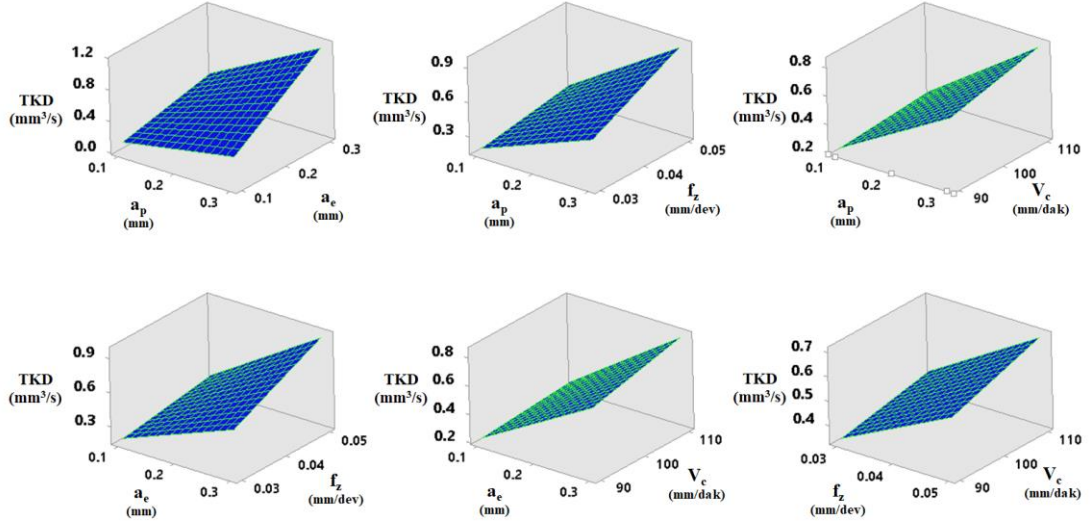 1.2
0.8
TKD
(mm³/s)
0.4
0.0
0.1
0.2
0.3
a_p
(mm)
0.1
0.2
0.3
a_e
(mm)
0.9
TKD
(mm³/s)
0.6
0.3
0.1
0.2
0.3
a_p
(mm)
0.03
0.04
0.05
f_z
(mm/dev)
0.8
TKD
(mm³/s)
0.6
0.4
0.2
0.1
0.2
0.3
a_p
(mm)
90
100
110
V_c
(mm/dak)
0.9
TKD
(mm³/s)
0.6
0.3
0.1
0.2
0.3
a_e
(mm)
0.03
0.04
0.05
f_z
(mm/dev)
0.8
TKD
(mm³/s)
0.6
0.4
0.2
0.1
0.2
0.3
a_e
(mm)
90
100
110
V_c
(mm/dak)
0.7
TKD
(mm³/s)
0.6
0.5
0.4
0.03
0.04
0.05
f_z
(mm/dev)
90
100
110
V_c
(mm/dak)